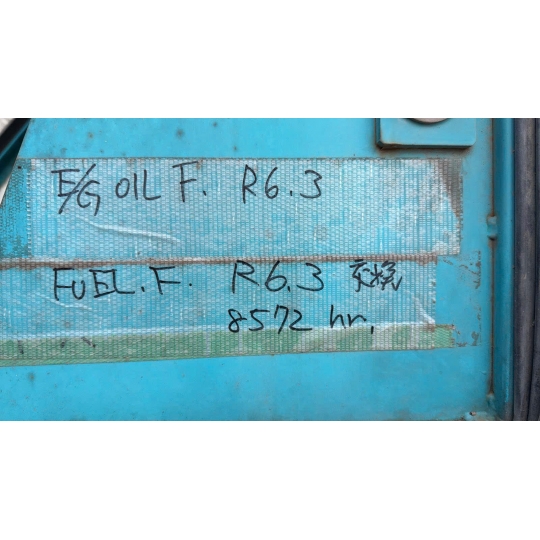 E/G OIL F. R6.3
FUEL.F. R6.3 交換
8572 hr.